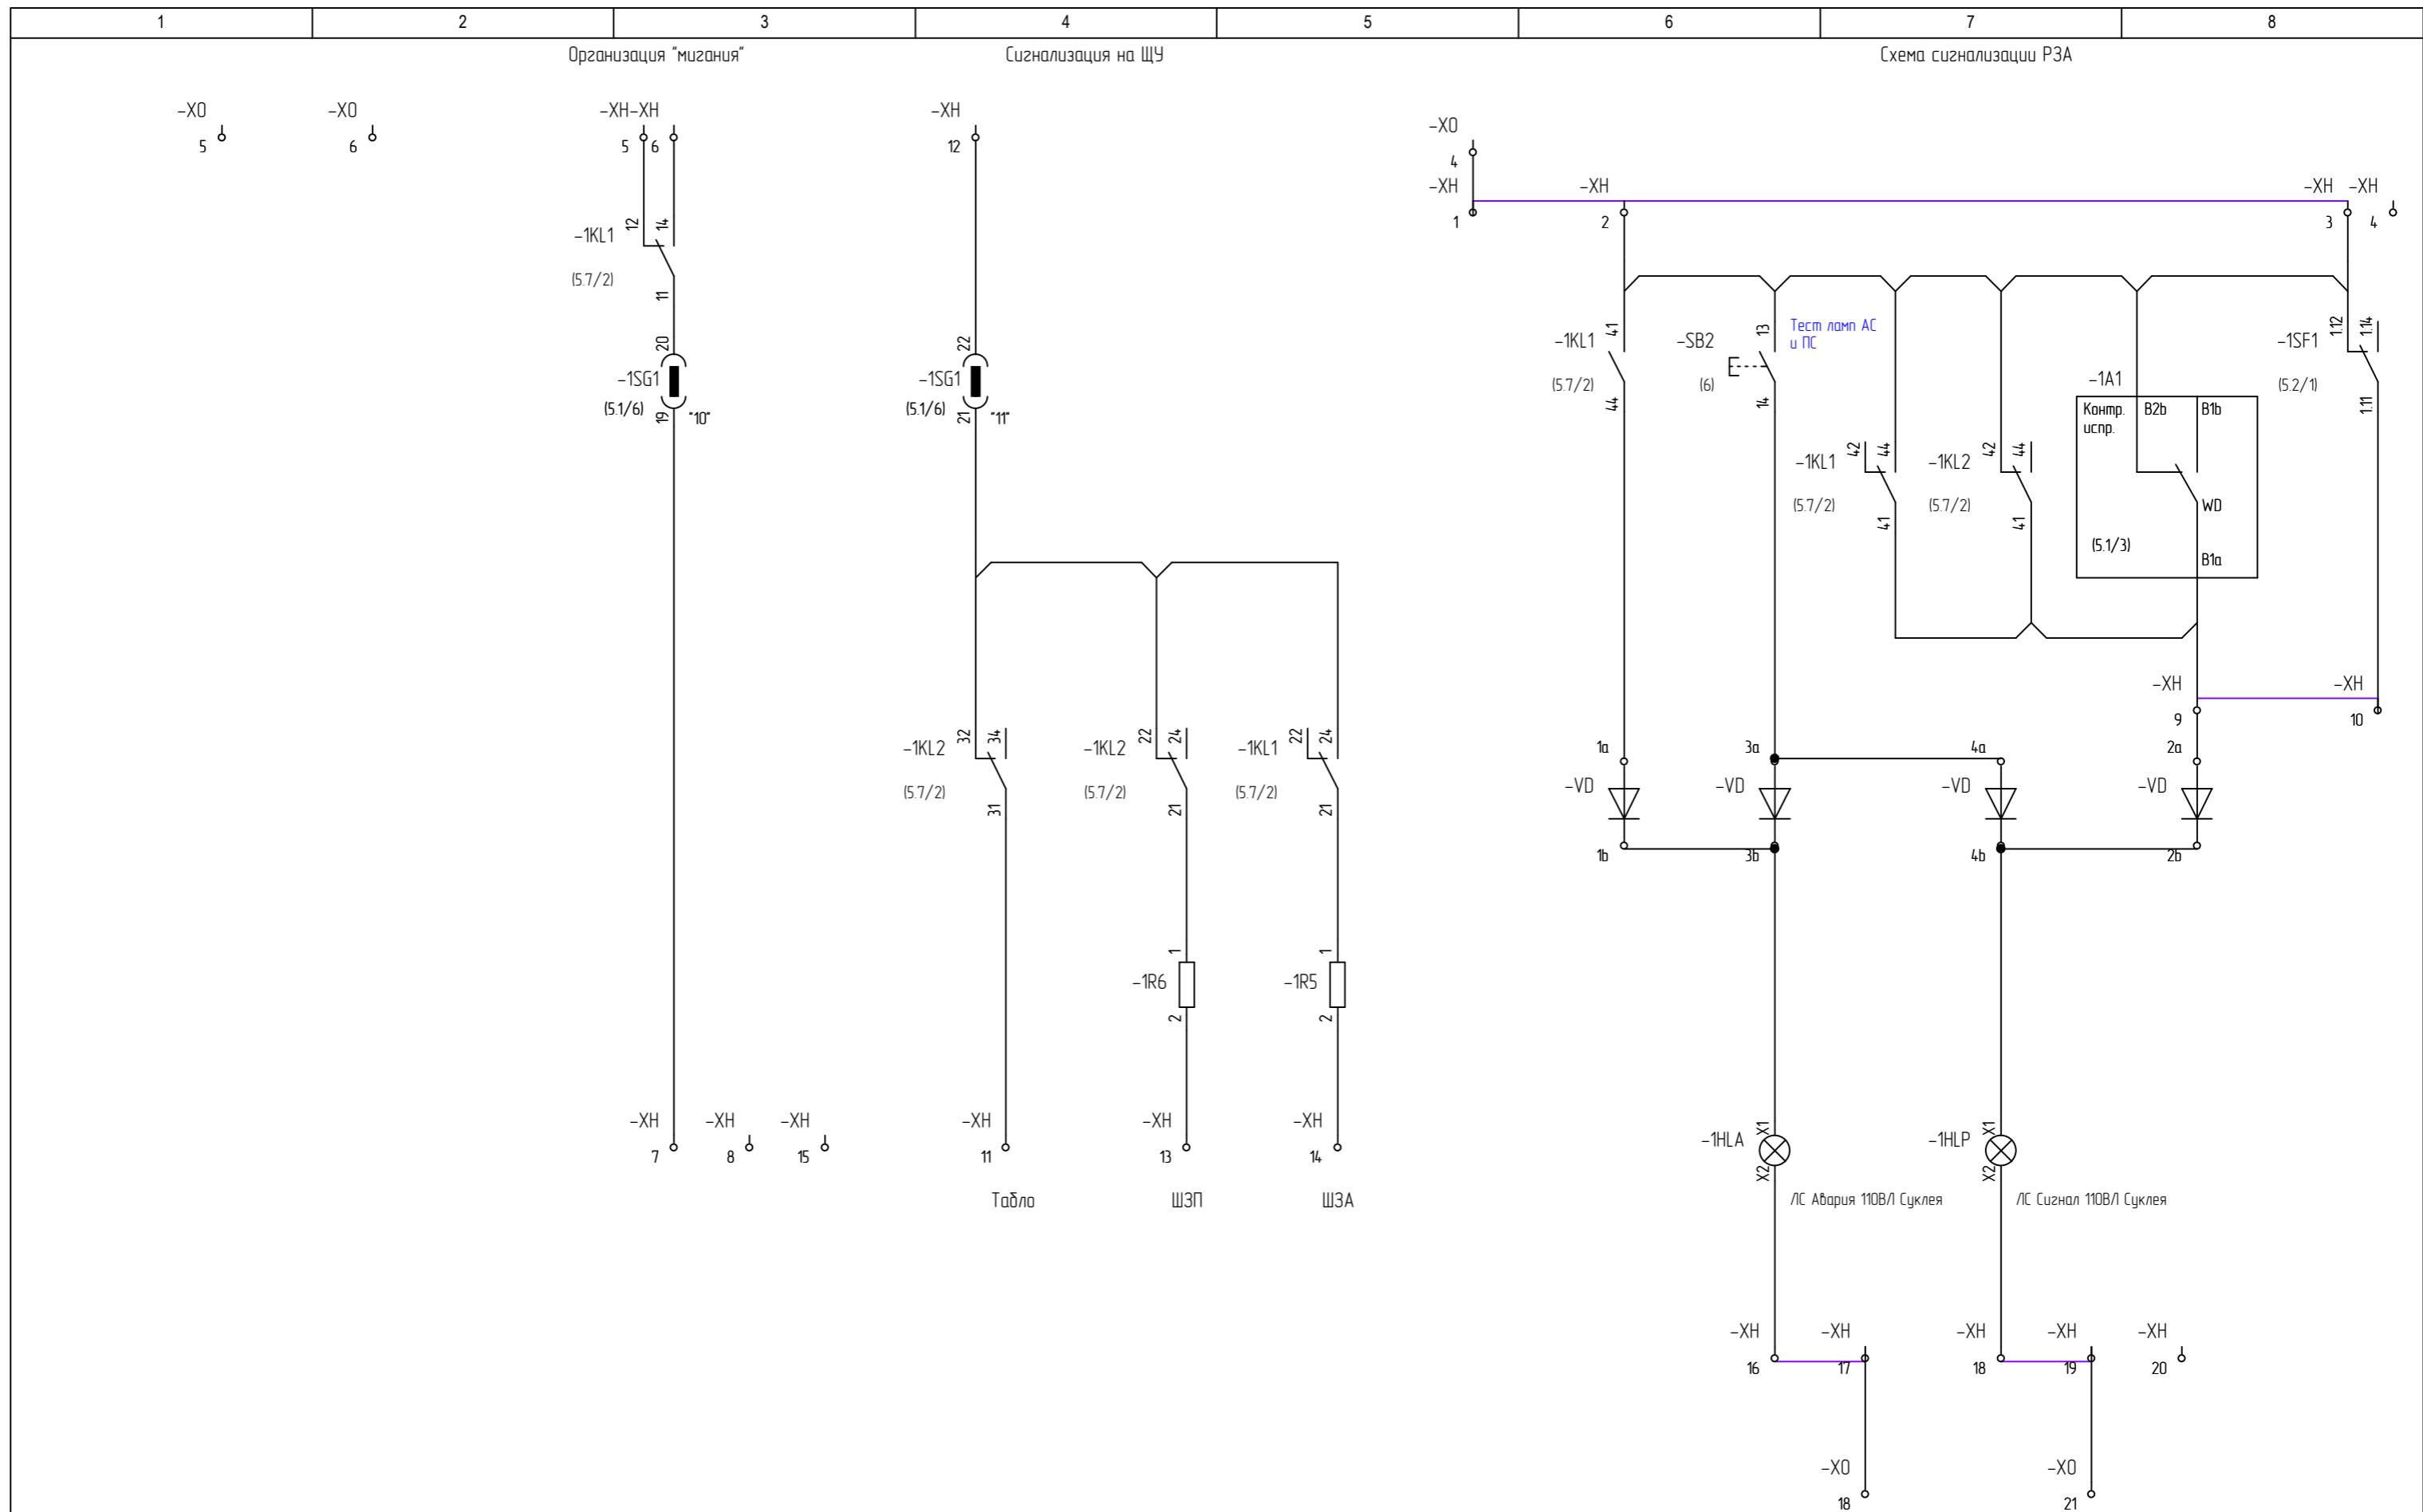 1 2 3 4 5 6 7 8
Организация "мигания" Сигнализация на ЩУ Схема сигнализации РЗА
-XO -XO -XH-XH -XH -XO
5 6 5 6 12 4
-XH -XH -XH -XH
1 2 3 4
12 14
-1KL1
(5.7/2)
11
20 22
-1SG1 -1SG1
(5.1/6) (5.1/6)
19 "10" 21 "11"
41 13 Тест ламп АС
и ПС
1.12 1.14
-1KL1 -SB2 -1SF1
(5.7/2) (6) (5.2/1)
44 14 1.11
-1A1
Контр. B2b B1b
испр.
42 44 42 44
-1KL1 -1KL2
(5.7/2) (5.7/2) WD
41 41
(5.1/3)
B1a
-XH -XH
9 10
32 34 22 24 22 24
-1KL2 -1KL2 -1KL1
(5.7/2) (5.7/2) (5.7/2)
31 21 21
1a 3a 4a 2a
-VD -VD -VD -VD
1b 3b 4b 2b
1 1
-1R6 -1R5
2 2
-XH -XH -XH -XH -XH -XH
7 8 15 11 13 14
Табло ШЗП ШЗА
X1 X1
-1HLA -1HLP
X2 X2
ЛС Авария 110В/1 Суклея ЛС Сигнал 110В/1 Суклея
-XH -XH -XH -XH -XH
16 17 18 19 20
-XO -XO
18 21